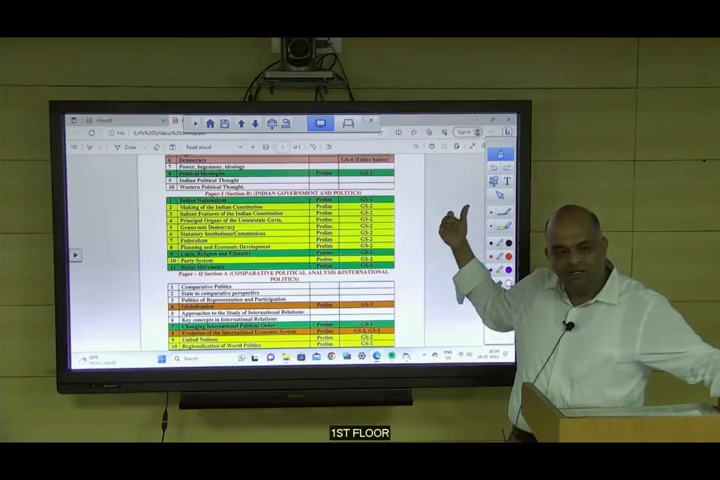 Sign in
Draw
Read aloud
6 Democracy GS-4 (Ethics basics)
7 Power, hegemony, ideology
8 Political Ideologies Prelim GS-1
9 Indian Political Thought
10 Western Political Thought.
Paper-I (Section-B) (INDIAN GOVERNMENT AND POLITICS)
1 Indian Nationalism Prelim GS-1
2 Making of the Indian Constitution Prelim GS-2
3 Salient Features of the Indian Constitution Prelim GS-2
4 Principal Organs of the Union/state Govt. Prelim GS-2
5 Grassroots Democracy Prelim GS-2
6 Statutory Institutions/Commissions Prelim GS-2
7 Federalism Prelim GS-2
8 Planning and Economic Development Prelim GS-2
9 Caste, Religion and Ethnicity Prelim GS-1
10 Party System Prelim GS-2
11 Social Movements Prelim GS-1
Paper – II Section-A (COMPARATIVE POLITICAL ANALYSIS &INTERNATIONAL
POLITICS)
1 Comparative Politics
2 State in comparative perspective
3 Politics of Representation and Participation
4 Globalisation Prelim GS-3
5 Approaches to the Study of International Relations:
6 Key concepts in International Relations:
7 Changing International Political Order Prelim GS-1
8 Evolution of the International Economic System Prelim GS-2, GS-3
9 United Nations Prelim GS-2
10 Regionalisation of World Politics Prelim GS-2
Search
1ST FLOOR